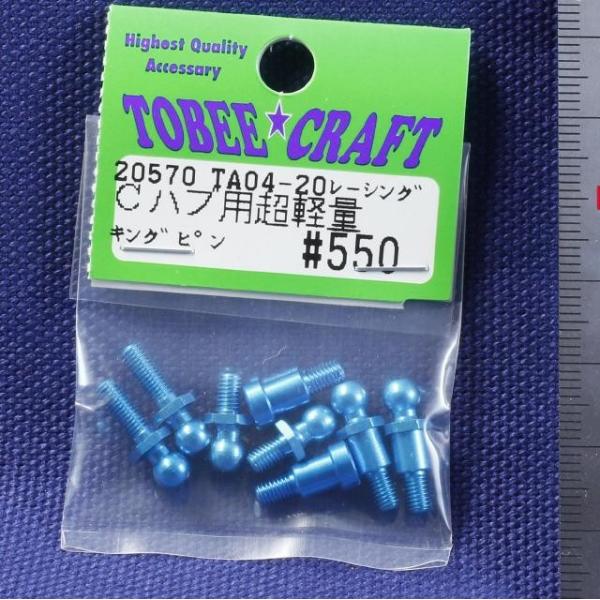 Highest Quality
Accessary
TOBEE★CRAFT
20570 TA04-20ﾚｰｼﾝｸﾞ
Cハブ用超軽量
ｷﾝｸﾞﾋﾟﾝ
#550